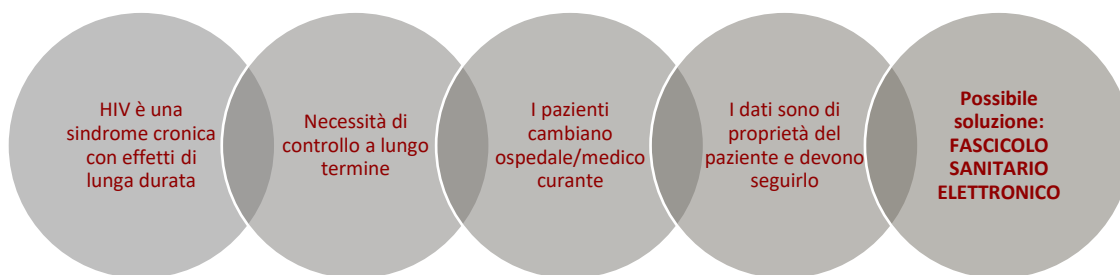 HIV è una
sindrome cronica
con effetti di
lunga durata
Necessità di
controllo a lungo
termine
I pazienti
cambiano
ospedale/medico
curante
I dati sono di
proprietà del
paziente e devono
seguirlo
Possibile
soluzione:
FASCICOLO
SANITARIO
ELETTRONICO